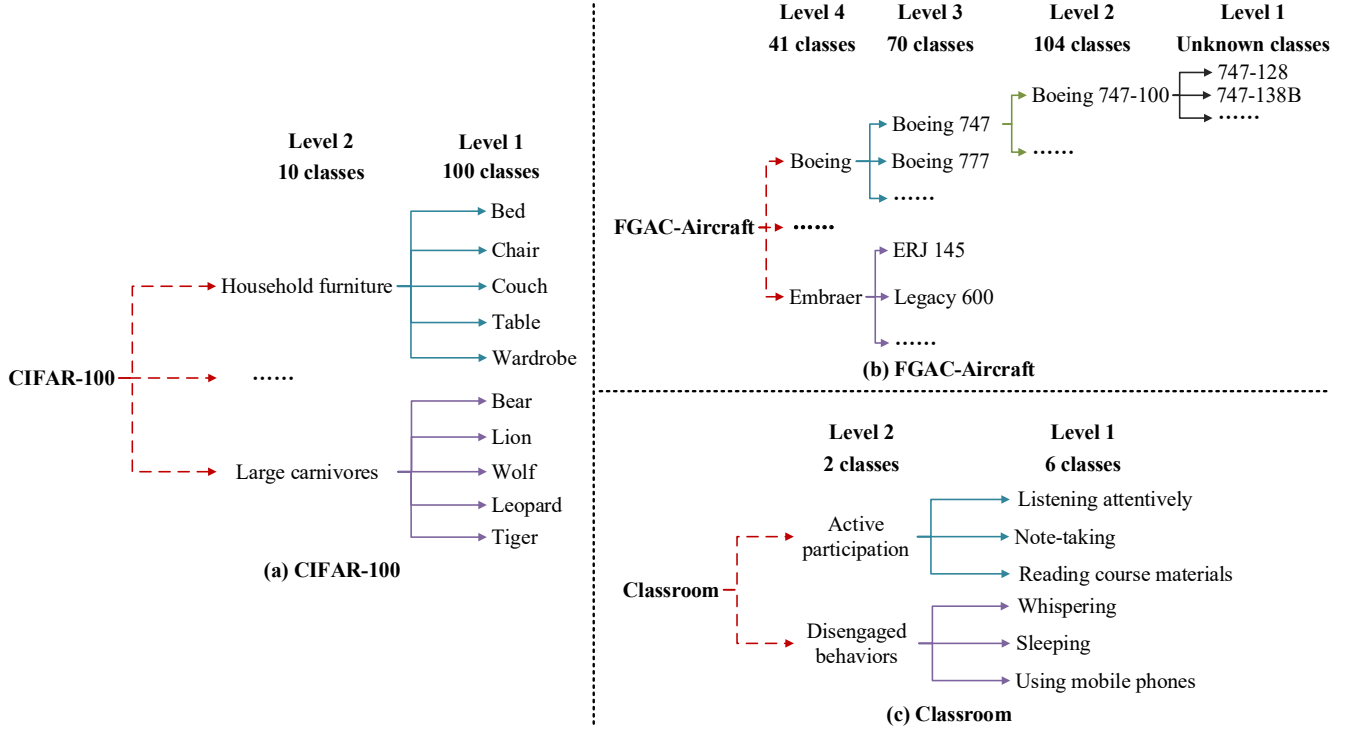 Level 2
10 classes
Level 1
100 classes
CIFAR-100
Household furniture
Bed
Chair
Couch
Table
Wardrobe
......
Large carnivores
Bear
Lion
Wolf
Leopard
Tiger
(a) CIFAR-100
Level 4
41 classes
Level 3
70 classes
Level 2
104 classes
Level 1
Unknown classes
FGAC-Aircraft
Boeing
Boeing 747
Boeing 747-100
747-128
747-138B
......
......
Boeing 777
......
......
Embraer
ERJ 145
Legacy 600
......
(b) FGAC-Aircraft
Level 2
2 classes
Level 1
6 classes
Classroom
Active
participation
Listening attentively
Note-taking
Reading course materials
Disengaged
behaviors
Whispering
Sleeping
Using mobile phones
(c) Classroom